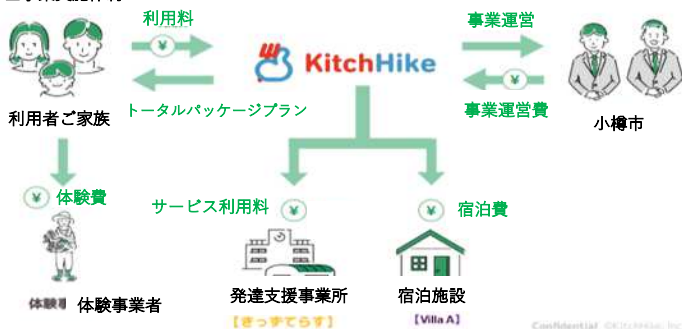 利用料
事業運営
KitchHike
トータルパッケージプラン
事業運営費
利用者ご家族
小樽市
体験費
サービス利用料
宿泊費
体験事業者
発達支援事業所
宿泊施設
【きっずてらす】
【Villa A】
Confidential ©KitchHike, Inc